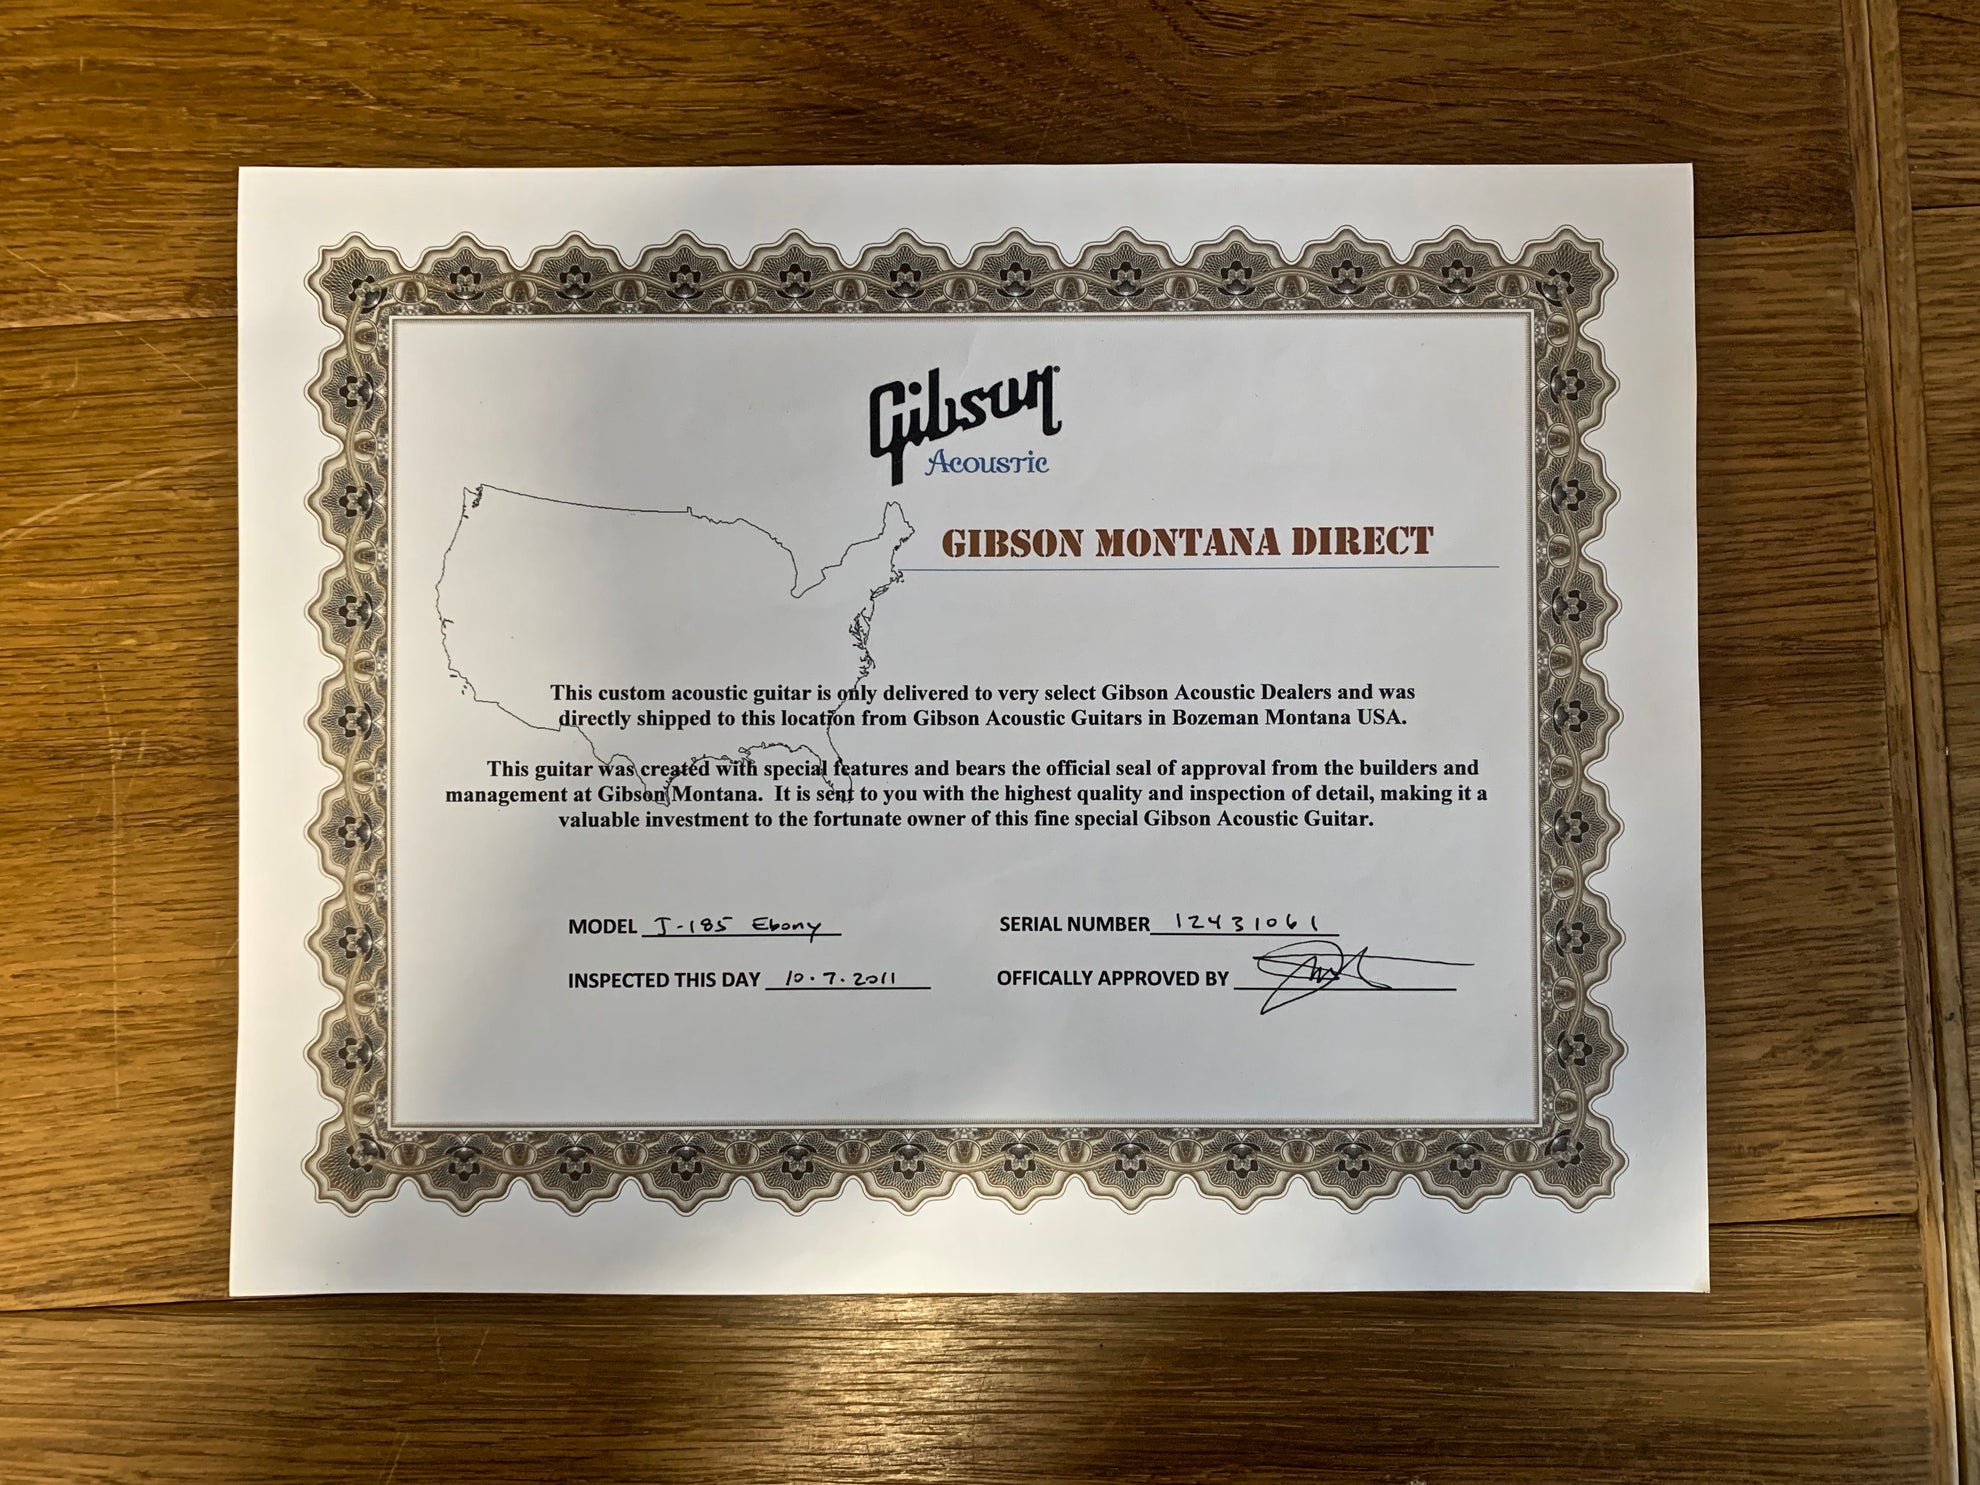 Gibson
Acoustic
GIBSON MONTANA DIRECT
This custom acoustic guitar is only delivered to very select Gibson Acoustic Dealers and was
directly shipped to this location from Gibson Acoustic Guitars in Bozeman Montana USA.
This guitar was created with special features and bears the official seal of approval from the builders and
management at Gibson Montana. It is sent to you with the highest quality and inspection of detail, making it a
valuable investment to the fortunate owner of this fine special Gibson Acoustic Guitar.
MODEL J-185 Ebony SERIAL NUMBER 12431061
INSPECTED THIS DAY 10.7.2011 OFFICALLY APPROVED BY